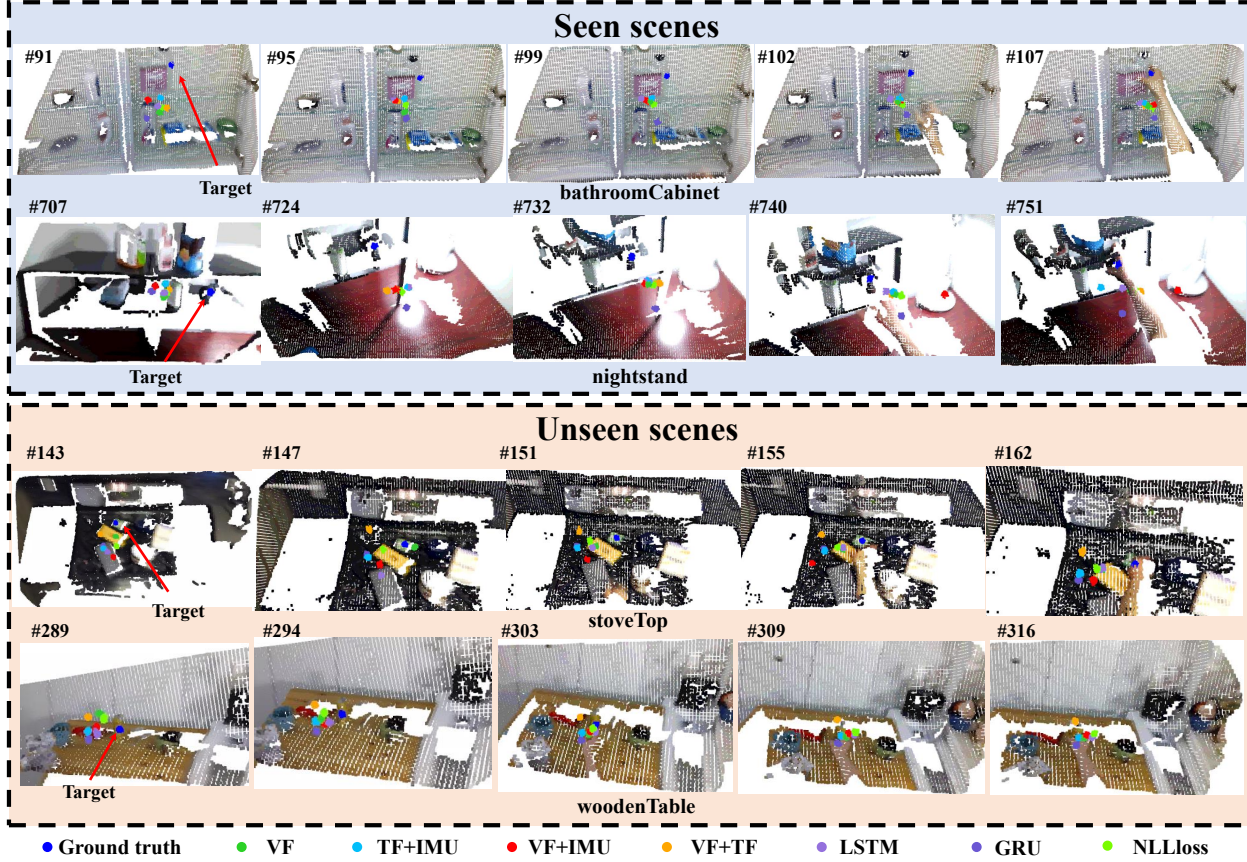 Seen scenes
#91 #95 #99 #102 #107
Target
bathroomCabinet
#707 #724 #732 #740 #751
Target
nightstand
Unseen scenes
#143 #147 #151 #155 #162
Target
stoveTop
#289 #294 #303 #309 #316
Target
woodenTable
Ground truth VF TF+IMU VF+IMU VF+TF LSTM GRU NLLloss